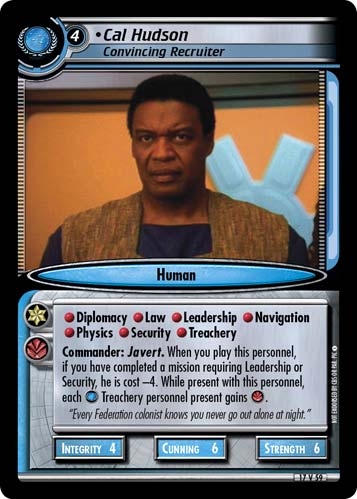 4
•Cal Hudson
Convincing Recruiter
Human
Diplomacy Law Leadership Navigation
Physics Security Treachery
Commander: Javert. When you play this personnel,
if you have completed a mission requiring Leadership or
Security, he is cost –4. While present with this personnel,
each Treachery personnel present gains .
"Every Federation colonist knows you never go out alone at night."
INTEGRITY 4 CUNNING 6 STRENGTH 6
17 V 59